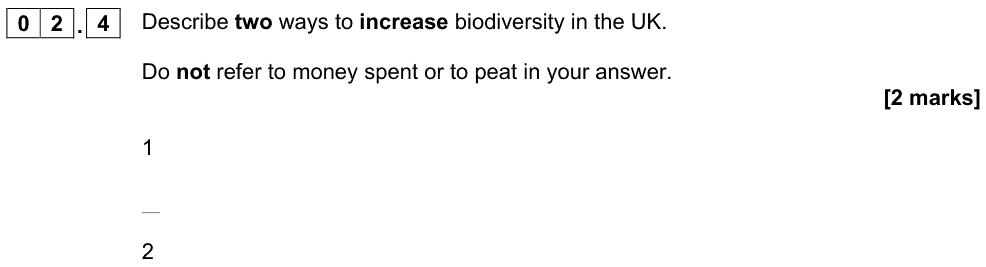 0 2 . 4 Describe two ways to increase biodiversity in the UK.
Do not refer to money spent or to peat in your answer.
[2 marks]
1
2